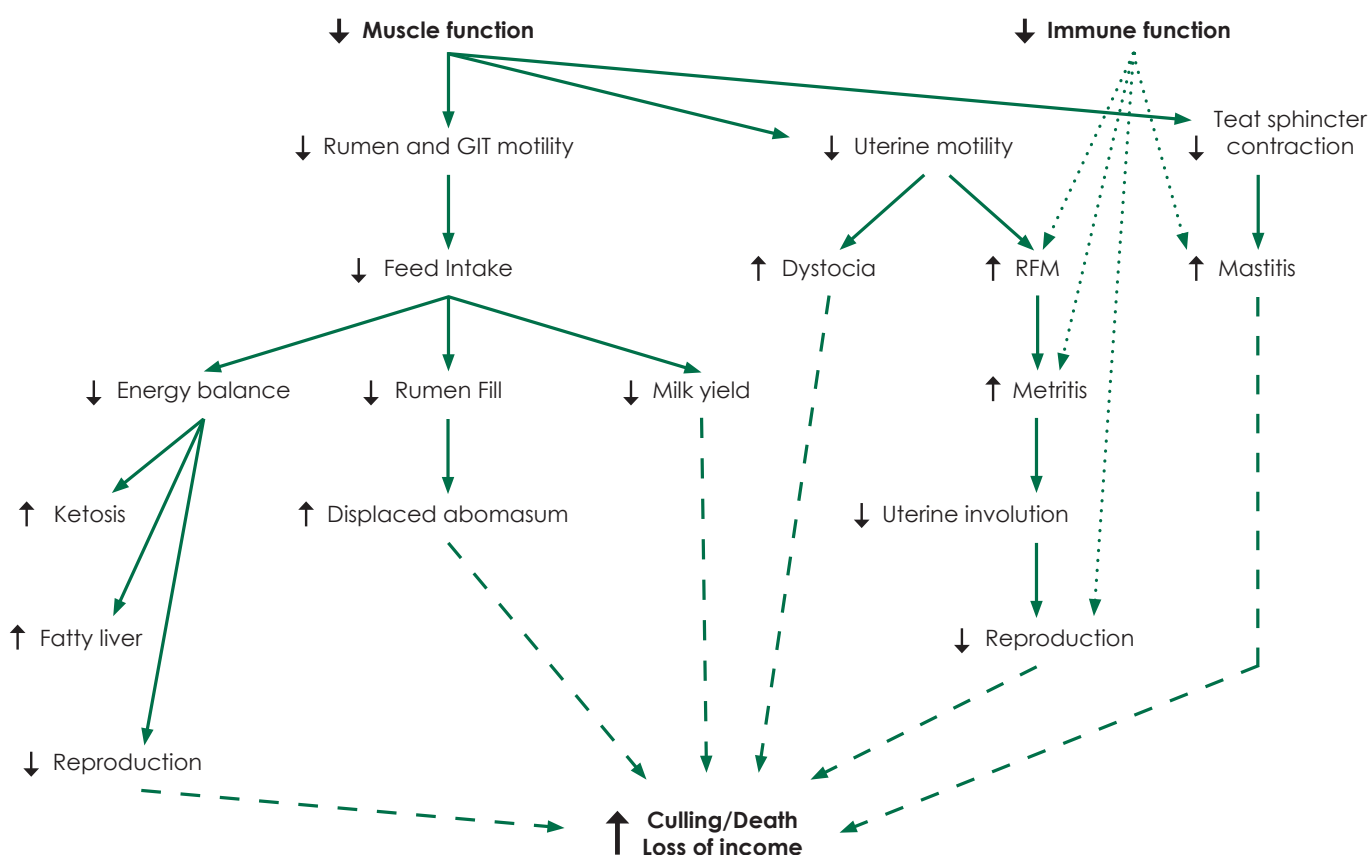 ↓ Muscle function
↓ Immune function
↓ Rumen and GIT motility
↓ Uterine motility
Teat sphincter
↓ contraction
↓ Feed Intake
↑ Dystocia
↑ RFM
↑ Mastitis
↓ Energy balance
↓ Rumen Fill
↓ Milk yield
↑ Metritis
↑ Ketosis
↑ Displaced abomasum
↓ Uterine involution
↑ Fatty liver
↓ Reproduction
↓ Reproduction
↑ Culling/Death
Loss of income